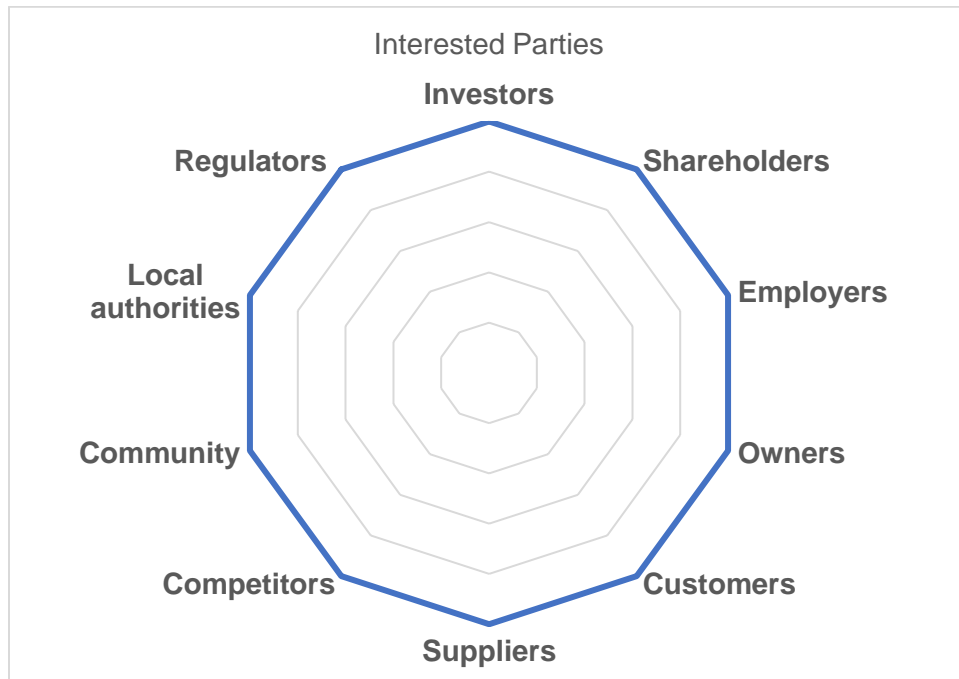 Interested Parties
Investors
Shareholders
Employers
Owners
Customers
Suppliers
Competitors
Community
Local
authorities
Regulators